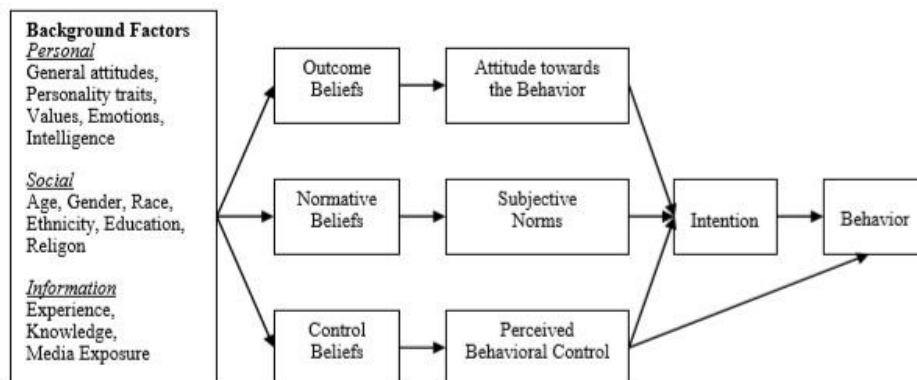 Background Factors
Personal
General attitudes,
Personality traits,
Values, Emotions,
Intelligence
Social
Age, Gender, Race,
Ethnicity, Education,
Religon
Information
Experience,
Knowledge,
Media Exposure
Outcome
Beliefs
Attitude towards
the Behavior
Normative
Beliefs
Subjective
Norms
Intention
Behavior
Control
Beliefs
Perceived
Behavioral Control